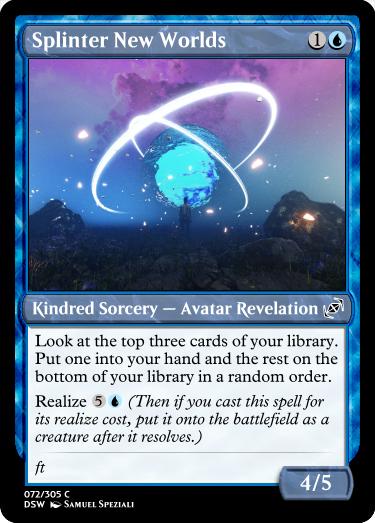 Splinter New Worlds 1
Kindred Sorcery — Avatar Revelation
Look at the top three cards of your library.
Put one into your hand and the rest on the
bottom of your library in a random order.
Realize 5 (Then if you cast this spell for
its realize cost, put it onto the battlefield as a
creature after it resolves.)
ft
4/5
072/305 C
DSW Samuel Speziali